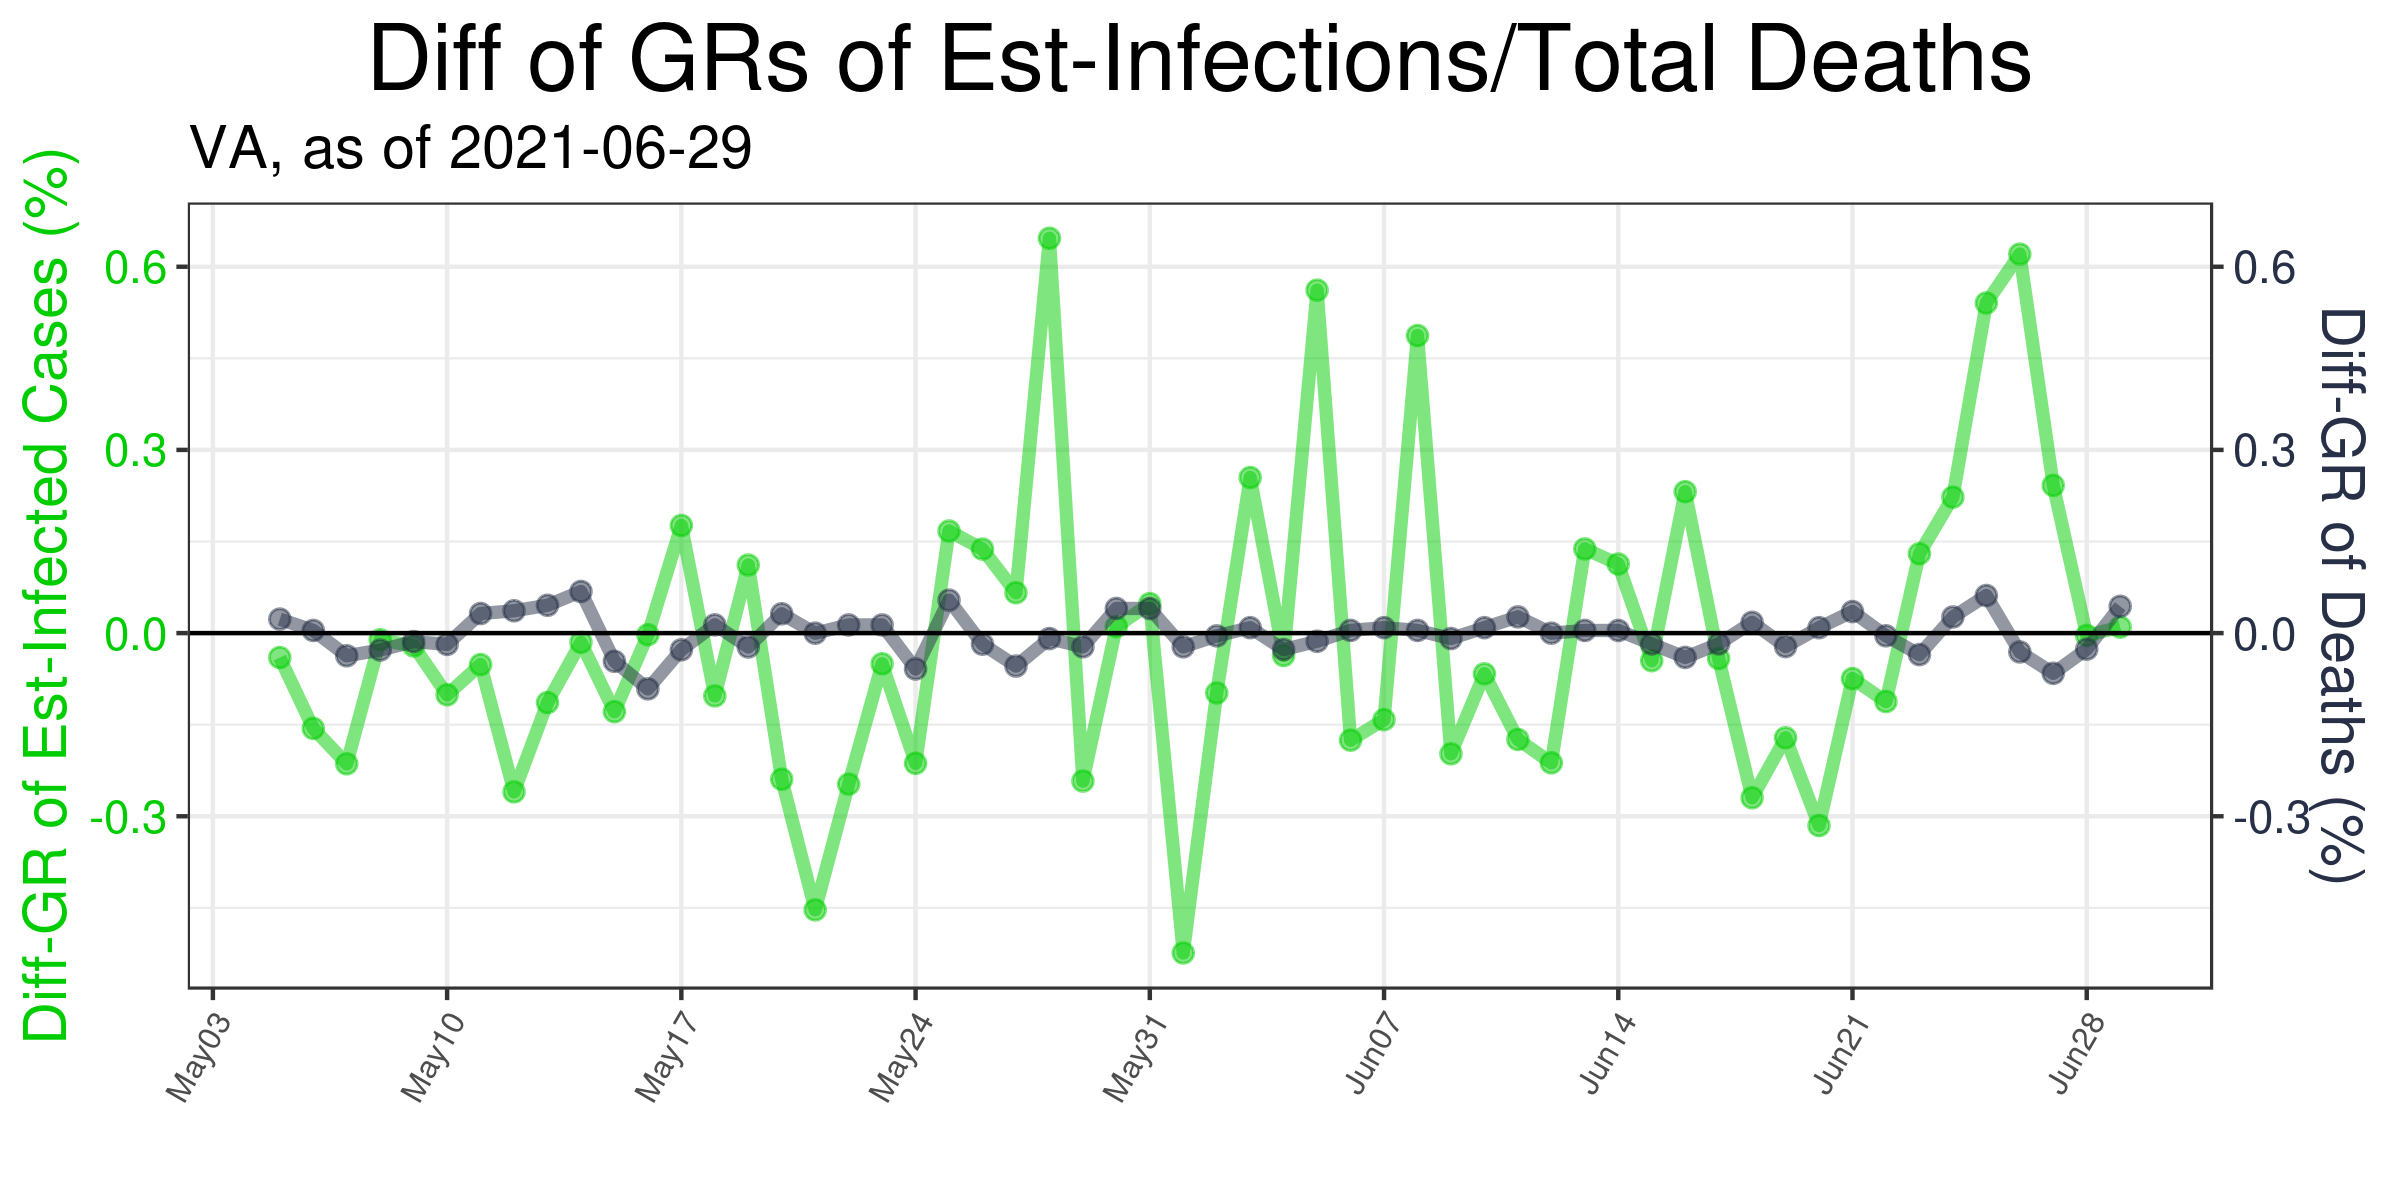 Diff of GRs of Est-Infections/Total Deaths
VA, as of 2021-06-29
Diff-GR of Est-Infected Cases (%)
0.6
0.3
0.0
-0.3
0.6
0.3
0.0
-0.3
Diff-GR of Deaths (%)
May03
May10
May17
May24
May31
Jun07
Jun14
Jun21
Jun28